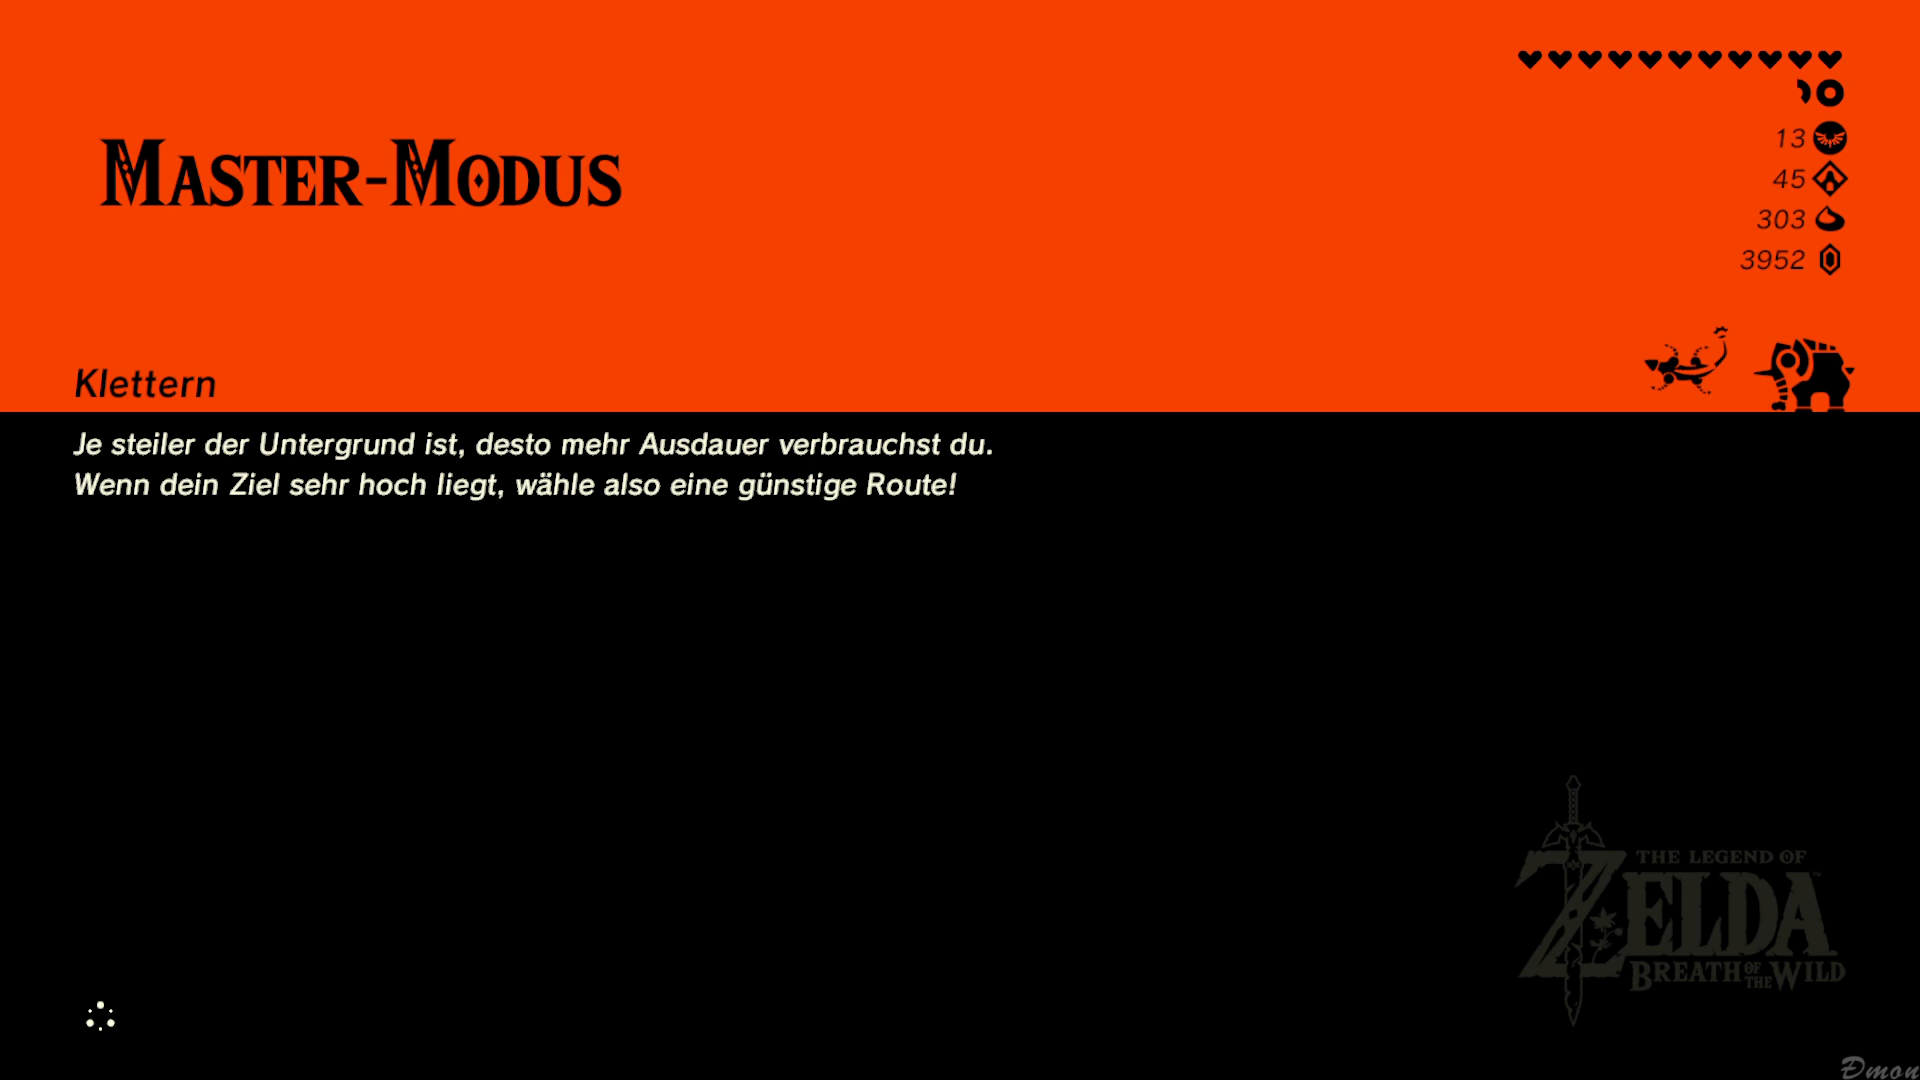 Master-Modus
13
45
303
3952
Klettern
Je steiler der Untergrund ist, desto mehr Ausdauer verbrauchst du.
Wenn dein Ziel sehr hoch liegt, wähle also eine günstige Route!
THE LEGEND OF
ZELDA
BREATH OF THE WILD
Đmon